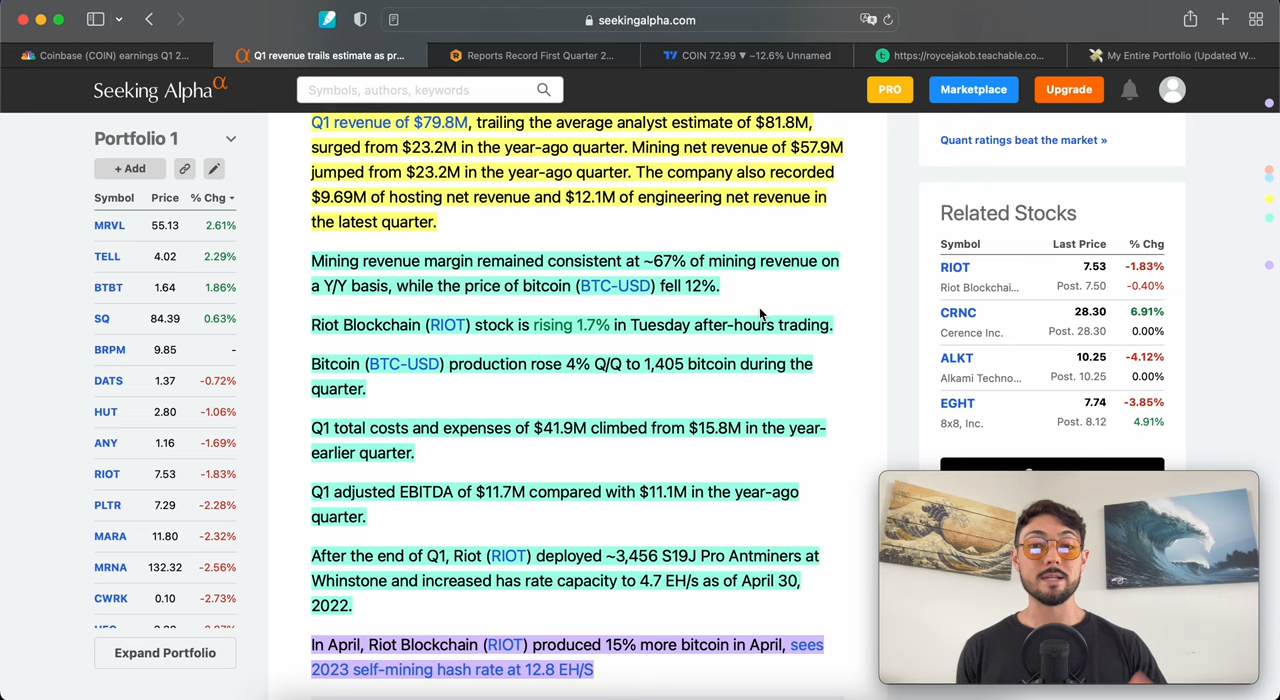 seekingalpha.com
Coinbase (COIN) earnings Q1 2...
Q1 revenue trails estimate as pr...
Reports Record First Quarter 2...
COIN 72.99 ▼ −12.6% Unnamed
https://roycejakob.teachable.co...
My Entire Portfolio (Updated W...
Seeking Alpha α
Symbols, authors, keywords
PRO
Marketplace
Upgrade
Portfolio 1
+ Add
Symbol Price % Chg
MRVL 55.13 2.61%
TELL 4.02 2.29%
BTBT 1.64 1.86%
SQ 84.39 0.63%
BRPM 9.85 -
DATS 1.37 -0.72%
HUT 2.80 -1.06%
ANY 1.16 -1.69%
RIOT 7.53 -1.83%
PLTR 7.29 -2.28%
MARA 11.80 -2.32%
MRNA 132.32 -2.56%
CWRK 0.10 -2.73%
Expand Portfolio
Q1 revenue of $79.8M, trailing the average analyst estimate of $81.8M,
surged from $23.2M in the year-ago quarter. Mining net revenue of $57.9M
jumped from $23.2M in the year-ago quarter. The company also recorded
$9.69M of hosting net revenue and $12.1M of engineering net revenue in
the latest quarter.
Mining revenue margin remained consistent at ~67% of mining revenue on
a Y/Y basis, while the price of bitcoin (BTC-USD) fell 12%.
Riot Blockchain (RIOT) stock is rising 1.7% in Tuesday after-hours trading.
Bitcoin (BTC-USD) production rose 4% Q/Q to 1,405 bitcoin during the
quarter.
Q1 total costs and expenses of $41.9M climbed from $15.8M in the year-
earlier quarter.
Q1 adjusted EBITDA of $11.7M compared with $11.1M in the year-ago
quarter.
After the end of Q1, Riot (RIOT) deployed ~3,456 S19J Pro Antminers at
Whinstone and increased has rate capacity to 4.7 EH/s as of April 30,
2022.
In April, Riot Blockchain (RIOT) produced 15% more bitcoin in April, sees
2023 self-mining hash rate at 12.8 EH/S
Quant ratings beat the market »
Related Stocks
Symbol Last Price % Chg
RIOT 7.53 -1.83%
Riot Blockchai... Post. 7.50 -0.40%
CRNC 28.30 6.91%
Cerence Inc. Post. 28.30 0.00%
ALKT 10.25 -4.12%
Alkami Techno... Post. 10.25 0.00%
EGHT 7.74 -3.85%
8x8, Inc. Post. 8.12 4.91%